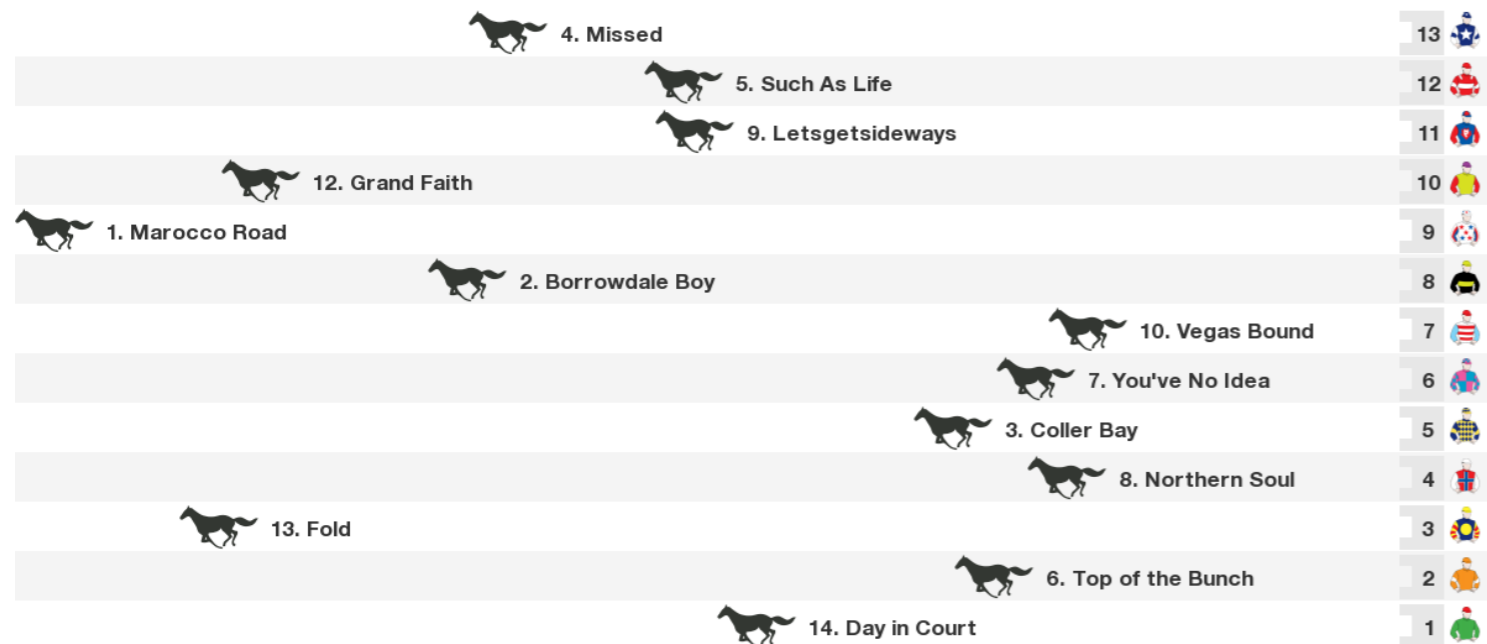 4. Missed 13
5. Such As Life 12
9. Letsgetsideways 11
12. Grand Faith 10
1. Marocco Road 9
2. Borrowdale Boy 8
10. Vegas Bound 7
7. You've No Idea 6
3. Coller Bay 5
8. Northern Soul 4
13. Fold 3
6. Top of the Bunch 2
14. Day in Court 1